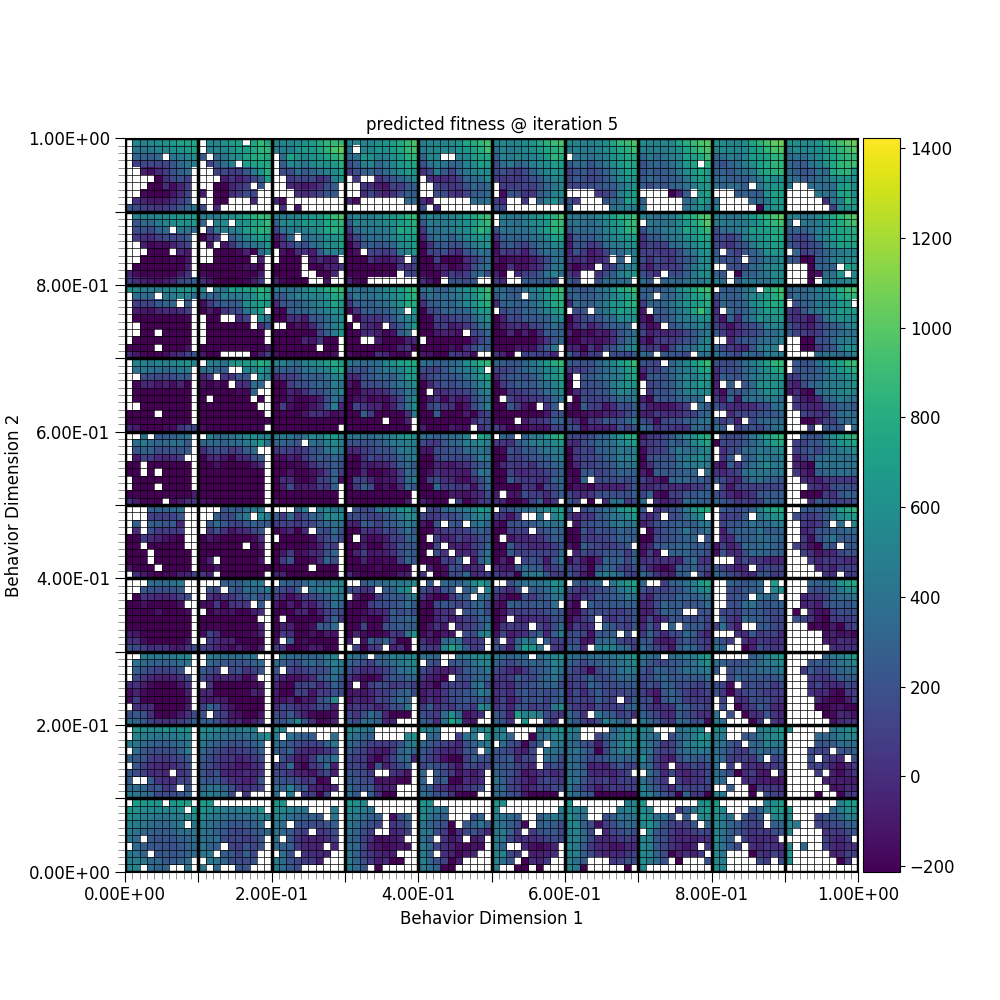 predicted fitness @ iteration 5
1.00E+00
8.00E-01
6.00E-01
4.00E-01
2.00E-01
0.00E+00
Behavior Dimension 2
0.00E+00 2.00E-01 4.00E-01 6.00E-01 8.00E-01 1.00E+00
Behavior Dimension 1
1400
1200
1000
800
600
400
200
0
−200